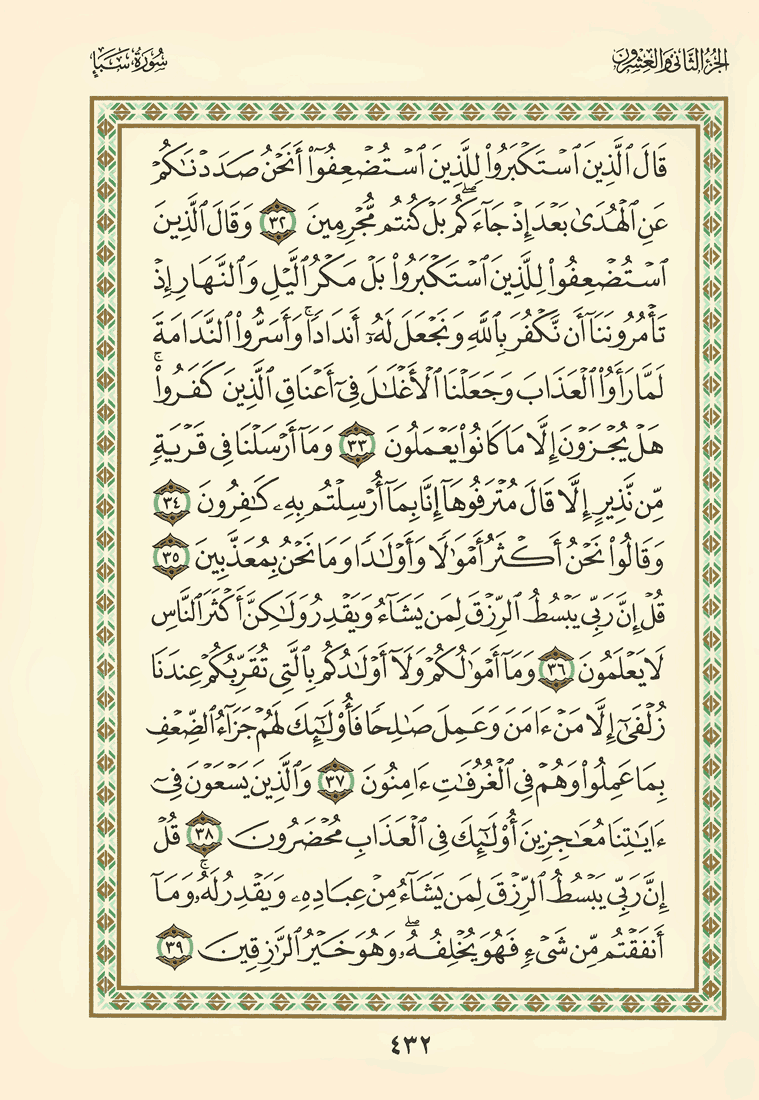 الجزء الثاني والعشرون
سورة سبأ
قَالَ ٱلَّذِينَ ٱسْتَكْبَرُوا۟ لِلَّذِينَ ٱسْتُضْعِفُوٓا۟ أَنَحْنُ صَدَدْنَٰكُمْ
عَنِ ٱلْهُدَىٰ بَعْدَ إِذْ جَآءَكُم ۖ بَلْ كُنتُم مُّجْرِمِينَ ٣٢ وَقَالَ ٱلَّذِينَ
ٱسْتُضْعِفُوا۟ لِلَّذِينَ ٱسْتَكْبَرُوا۟ بَلْ مَكْرُ ٱلَّيْلِ وَٱلنَّهَارِ إِذْ
تَأْمُرُونَنَآ أَن نَّكْفُرَ بِٱللَّهِ وَنَجْعَلَ لَهُۥٓ أَندَادًا ۚ وَأَسَرُّوا۟ ٱلنَّدَامَةَ
لَمَّا رَأَوُا۟ ٱلْعَذَابَ وَجَعَلْنَا ٱلْأَغْلَٰلَ فِىٓ أَعْنَاقِ ٱلَّذِينَ كَفَرُوا۟ ۚ
هَلْ يُجْزَوْنَ إِلَّا مَا كَانُوا۟ يَعْمَلُونَ ٣٣ وَمَآ أَرْسَلْنَا فِى قَرْيَةٍ
مِّن نَّذِيرٍ إِلَّا قَالَ مُتْرَفُوهَآ إِنَّا بِمَآ أُرْسِلْتُم بِهِۦ كَٰفِرُونَ ٣٤
وَقَالُوا۟ نَحْنُ أَكْثَرُ أَمْوَٰلًا وَأَوْلَٰدًا وَمَا نَحْنُ بِمُعَذَّبِينَ ٣٥
قُلْ إِنَّ رَبِّى يَبْسُطُ ٱلرِّزْقَ لِمَن يَشَآءُ وَيَقْدِرُ وَلَٰكِنَّ أَكْثَرَ ٱلنَّاسِ
لَا يَعْلَمُونَ ٣٦ وَمَآ أَمْوَٰلُكُمْ وَلَآ أَوْلَٰدُكُم بِٱلَّتِى تُقَرِّبُكُمْ عِندَنَا
زُلْفَىٰٓ إِلَّا مَنْ ءَامَنَ وَعَمِلَ صَٰلِحًا فَأُو۟لَٰٓئِكَ لَهُمْ جَزَآءُ ٱلضِّعْفِ
بِمَا عَمِلُوا۟ وَهُمْ فِى ٱلْغُرُفَٰتِ ءَامِنُونَ ٣٧ وَٱلَّذِينَ يَسْعَوْنَ فِىٓ
ءَايَٰتِنَا مُعَٰجِزِينَ أُو۟لَٰٓئِكَ فِى ٱلْعَذَابِ مُحْضَرُونَ ٣٨ قُلْ
إِنَّ رَبِّى يَبْسُطُ ٱلرِّزْقَ لِمَن يَشَآءُ مِنْ عِبَادِهِۦ وَيَقْدِرُ لَهُۥ ۚ وَمَآ
أَنفَقْتُم مِّن شَىْءٍ فَهُوَ يُخْلِفُهُۥ ۖ وَهُوَ خَيْرُ ٱلرَّٰزِقِينَ ٣٩
٤٣٢